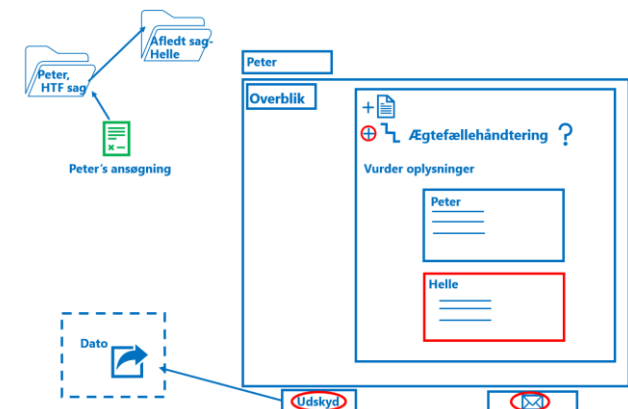 Afledt sag-
Helle
Peter,
HTF sag
Peter´s ansøgning
Peter
Overblik
Ægtefællehåndtering ?
Vurder oplysninger
Peter
Helle
Dato
Udskyd